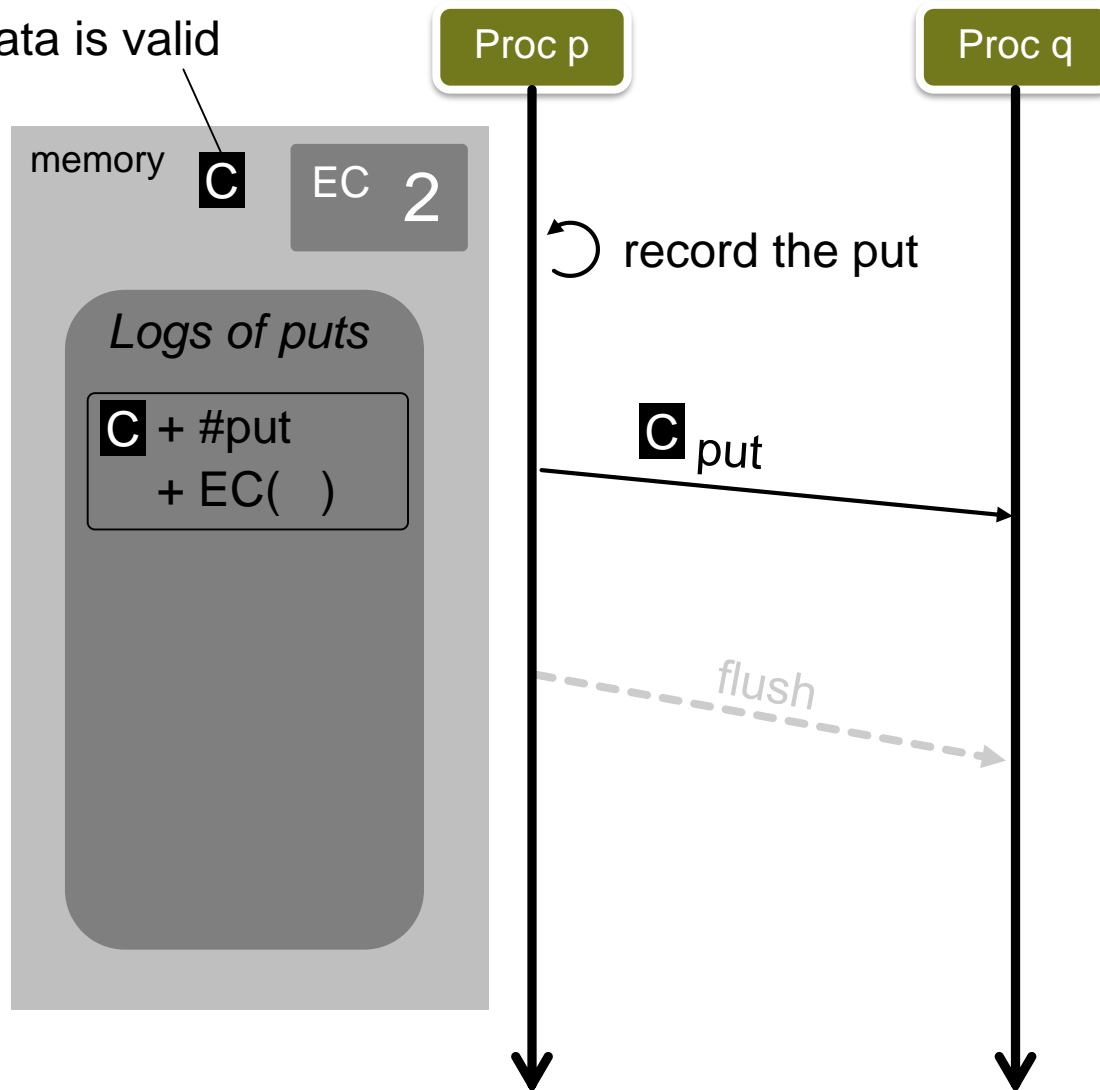 ata is valid
Proc p
Proc q
memory
C
EC 2
record the put
Logs of puts
C + #put
+ EC( )
C put
flush